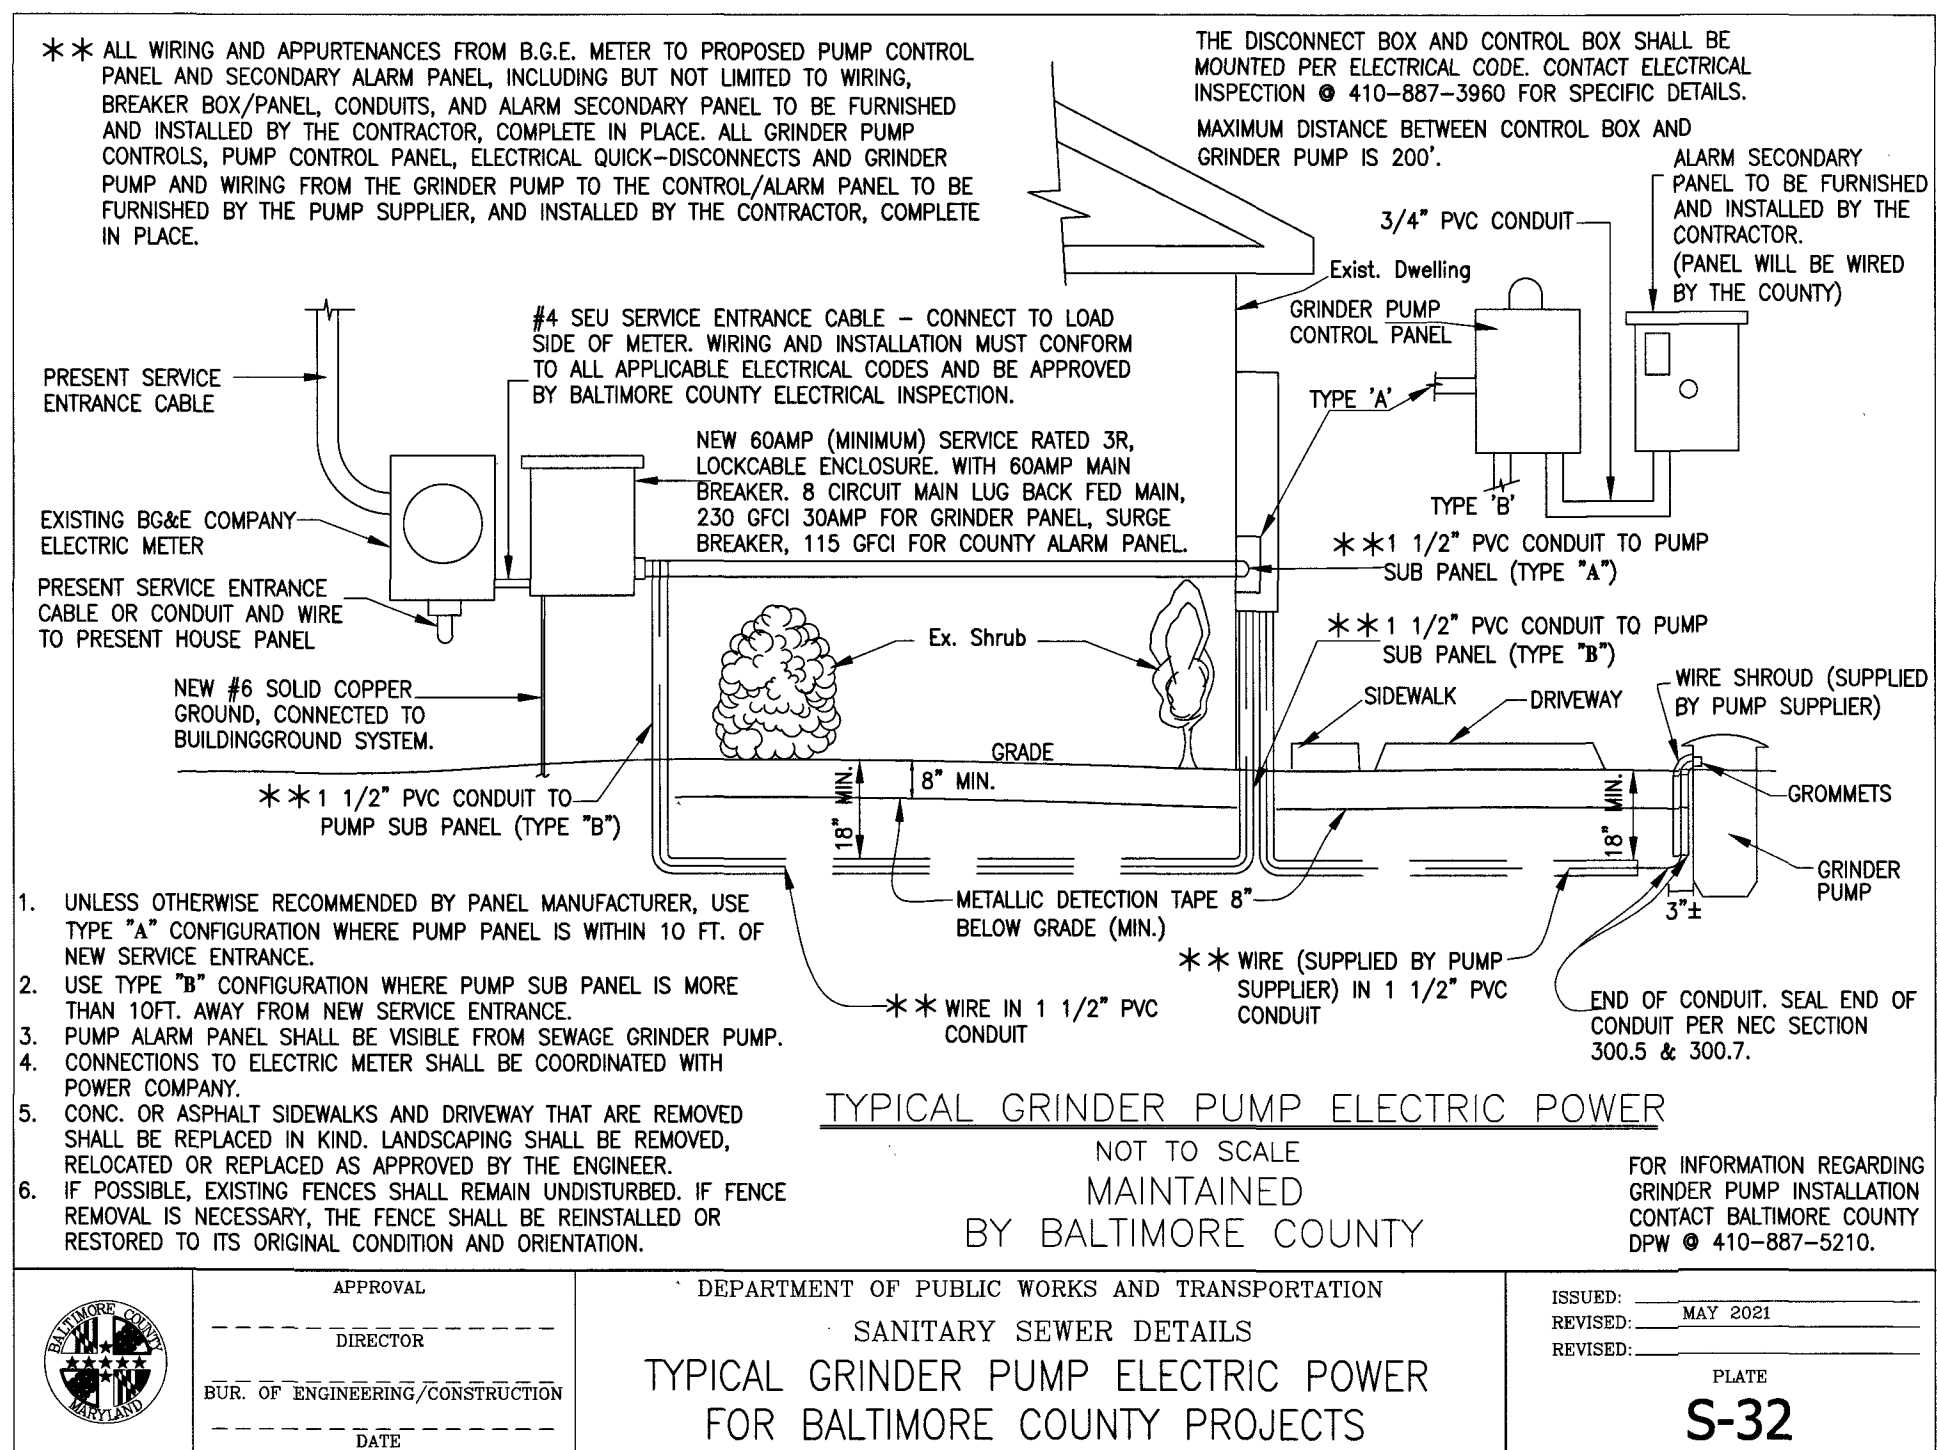 ** ALL WIRING AND APPURTENANCES FROM B.G.E. METER TO PROPOSED PUMP CONTROL
PANEL AND SECONDARY ALARM PANEL, INCLUDING BUT NOT LIMITED TO WIRING,
BREAKER BOX/PANEL, CONDUITS, AND ALARM SECONDARY PANEL TO BE FURNISHED
AND INSTALLED BY THE CONTRACTOR, COMPLETE IN PLACE. ALL GRINDER PUMP
CONTROLS, PUMP CONTROL PANEL, ELECTRICAL QUICK-DISCONNECTS AND GRINDER
PUMP AND WIRING FROM THE GRINDER PUMP TO THE CONTROL/ALARM PANEL TO BE
FURNISHED BY THE PUMP SUPPLIER, AND INSTALLED BY THE CONTRACTOR, COMPLETE
IN PLACE.
THE DISCONNECT BOX AND CONTROL BOX SHALL BE
MOUNTED PER ELECTRICAL CODE. CONTACT ELECTRICAL
INSPECTION @ 410-887-3960 FOR SPECIFIC DETAILS.
MAXIMUM DISTANCE BETWEEN CONTROL BOX AND
GRINDER PUMP IS 200'.
ALARM SECONDARY
PANEL TO BE FURNISHED
AND INSTALLED BY THE
CONTRACTOR.
(PANEL WILL BE WIRED
BY THE COUNTY)
3/4" PVC CONDUIT
Exist. Dwelling
GRINDER PUMP
CONTROL PANEL
#4 SEU SERVICE ENTRANCE CABLE - CONNECT TO LOAD
SIDE OF METER. WIRING AND INSTALLATION MUST CONFORM
TO ALL APPLICABLE ELECTRICAL CODES AND BE APPROVED
BY BALTIMORE COUNTY ELECTRICAL INSPECTION.
PRESENT SERVICE
ENTRANCE CABLE
TYPE 'A'
NEW 60AMP (MINIMUM) SERVICE RATED 3R,
LOCKCABLE ENCLOSURE. WITH 60AMP MAIN
BREAKER. 8 CIRCUIT MAIN LUG BACK FED MAIN,
230 GFCI 30AMP FOR GRINDER PANEL, SURGE
BREAKER, 115 GFCI FOR COUNTY ALARM PANEL.
TYPE 'B'
EXISTING BG&E COMPANY
ELECTRIC METER
**1 1/2" PVC CONDUIT TO PUMP
SUB PANEL (TYPE "A")
PRESENT SERVICE ENTRANCE
CABLE OR CONDUIT AND WIRE
TO PRESENT HOUSE PANEL
Ex. Shrub
**1 1/2" PVC CONDUIT TO PUMP
SUB PANEL (TYPE "B")
NEW #6 SOLID COPPER
GROUND, CONNECTED TO
BUILDINGGROUND SYSTEM.
SIDEWALK
DRIVEWAY
WIRE SHROUD (SUPPLIED
BY PUMP SUPPLIER)
GRADE
8" MIN.
18" MIN.
18" MIN.
**1 1/2" PVC CONDUIT TO
PUMP SUB PANEL (TYPE "B")
GROMMETS
GRINDER
PUMP
3"±
METALLIC DETECTION TAPE 8"
BELOW GRADE (MIN.)
** WIRE (SUPPLIED BY PUMP
SUPPLIER) IN 1 1/2" PVC
CONDUIT
** WIRE IN 1 1/2" PVC
CONDUIT
END OF CONDUIT. SEAL END OF
CONDUIT PER NEC SECTION
300.5 & 300.7.
1. UNLESS OTHERWISE RECOMMENDED BY PANEL MANUFACTURER, USE
TYPE "A" CONFIGURATION WHERE PUMP PANEL IS WITHIN 10 FT. OF
NEW SERVICE ENTRANCE.
2. USE TYPE "B" CONFIGURATION WHERE PUMP SUB PANEL IS MORE
THAN 10FT. AWAY FROM NEW SERVICE ENTRANCE.
3. PUMP ALARM PANEL SHALL BE VISIBLE FROM SEWAGE GRINDER PUMP.
4. CONNECTIONS TO ELECTRIC METER SHALL BE COORDINATED WITH
POWER COMPANY.
5. CONC. OR ASPHALT SIDEWALKS AND DRIVEWAY THAT ARE REMOVED
SHALL BE REPLACED IN KIND. LANDSCAPING SHALL BE REMOVED,
RELOCATED OR REPLACED AS APPROVED BY THE ENGINEER.
6. IF POSSIBLE, EXISTING FENCES SHALL REMAIN UNDISTURBED. IF FENCE
REMOVAL IS NECESSARY, THE FENCE SHALL BE REINSTALLED OR
RESTORED TO ITS ORIGINAL CONDITION AND ORIENTATION.
TYPICAL GRINDER PUMP ELECTRIC POWER
NOT TO SCALE
MAINTAINED
BY BALTIMORE COUNTY
FOR INFORMATION REGARDING
GRINDER PUMP INSTALLATION
CONTACT BALTIMORE COUNTY
DPW @ 410-887-5210.
BALTIMORE COUNTY
MARYLAND
APPROVAL
DIRECTOR
BUR. OF ENGINEERING/CONSTRUCTION
DATE
DEPARTMENT OF PUBLIC WORKS AND TRANSPORTATION
SANITARY SEWER DETAILS
TYPICAL GRINDER PUMP ELECTRIC POWER
FOR BALTIMORE COUNTY PROJECTS
ISSUED:
REVISED: MAY 2021
REVISED:
PLATE
S-32